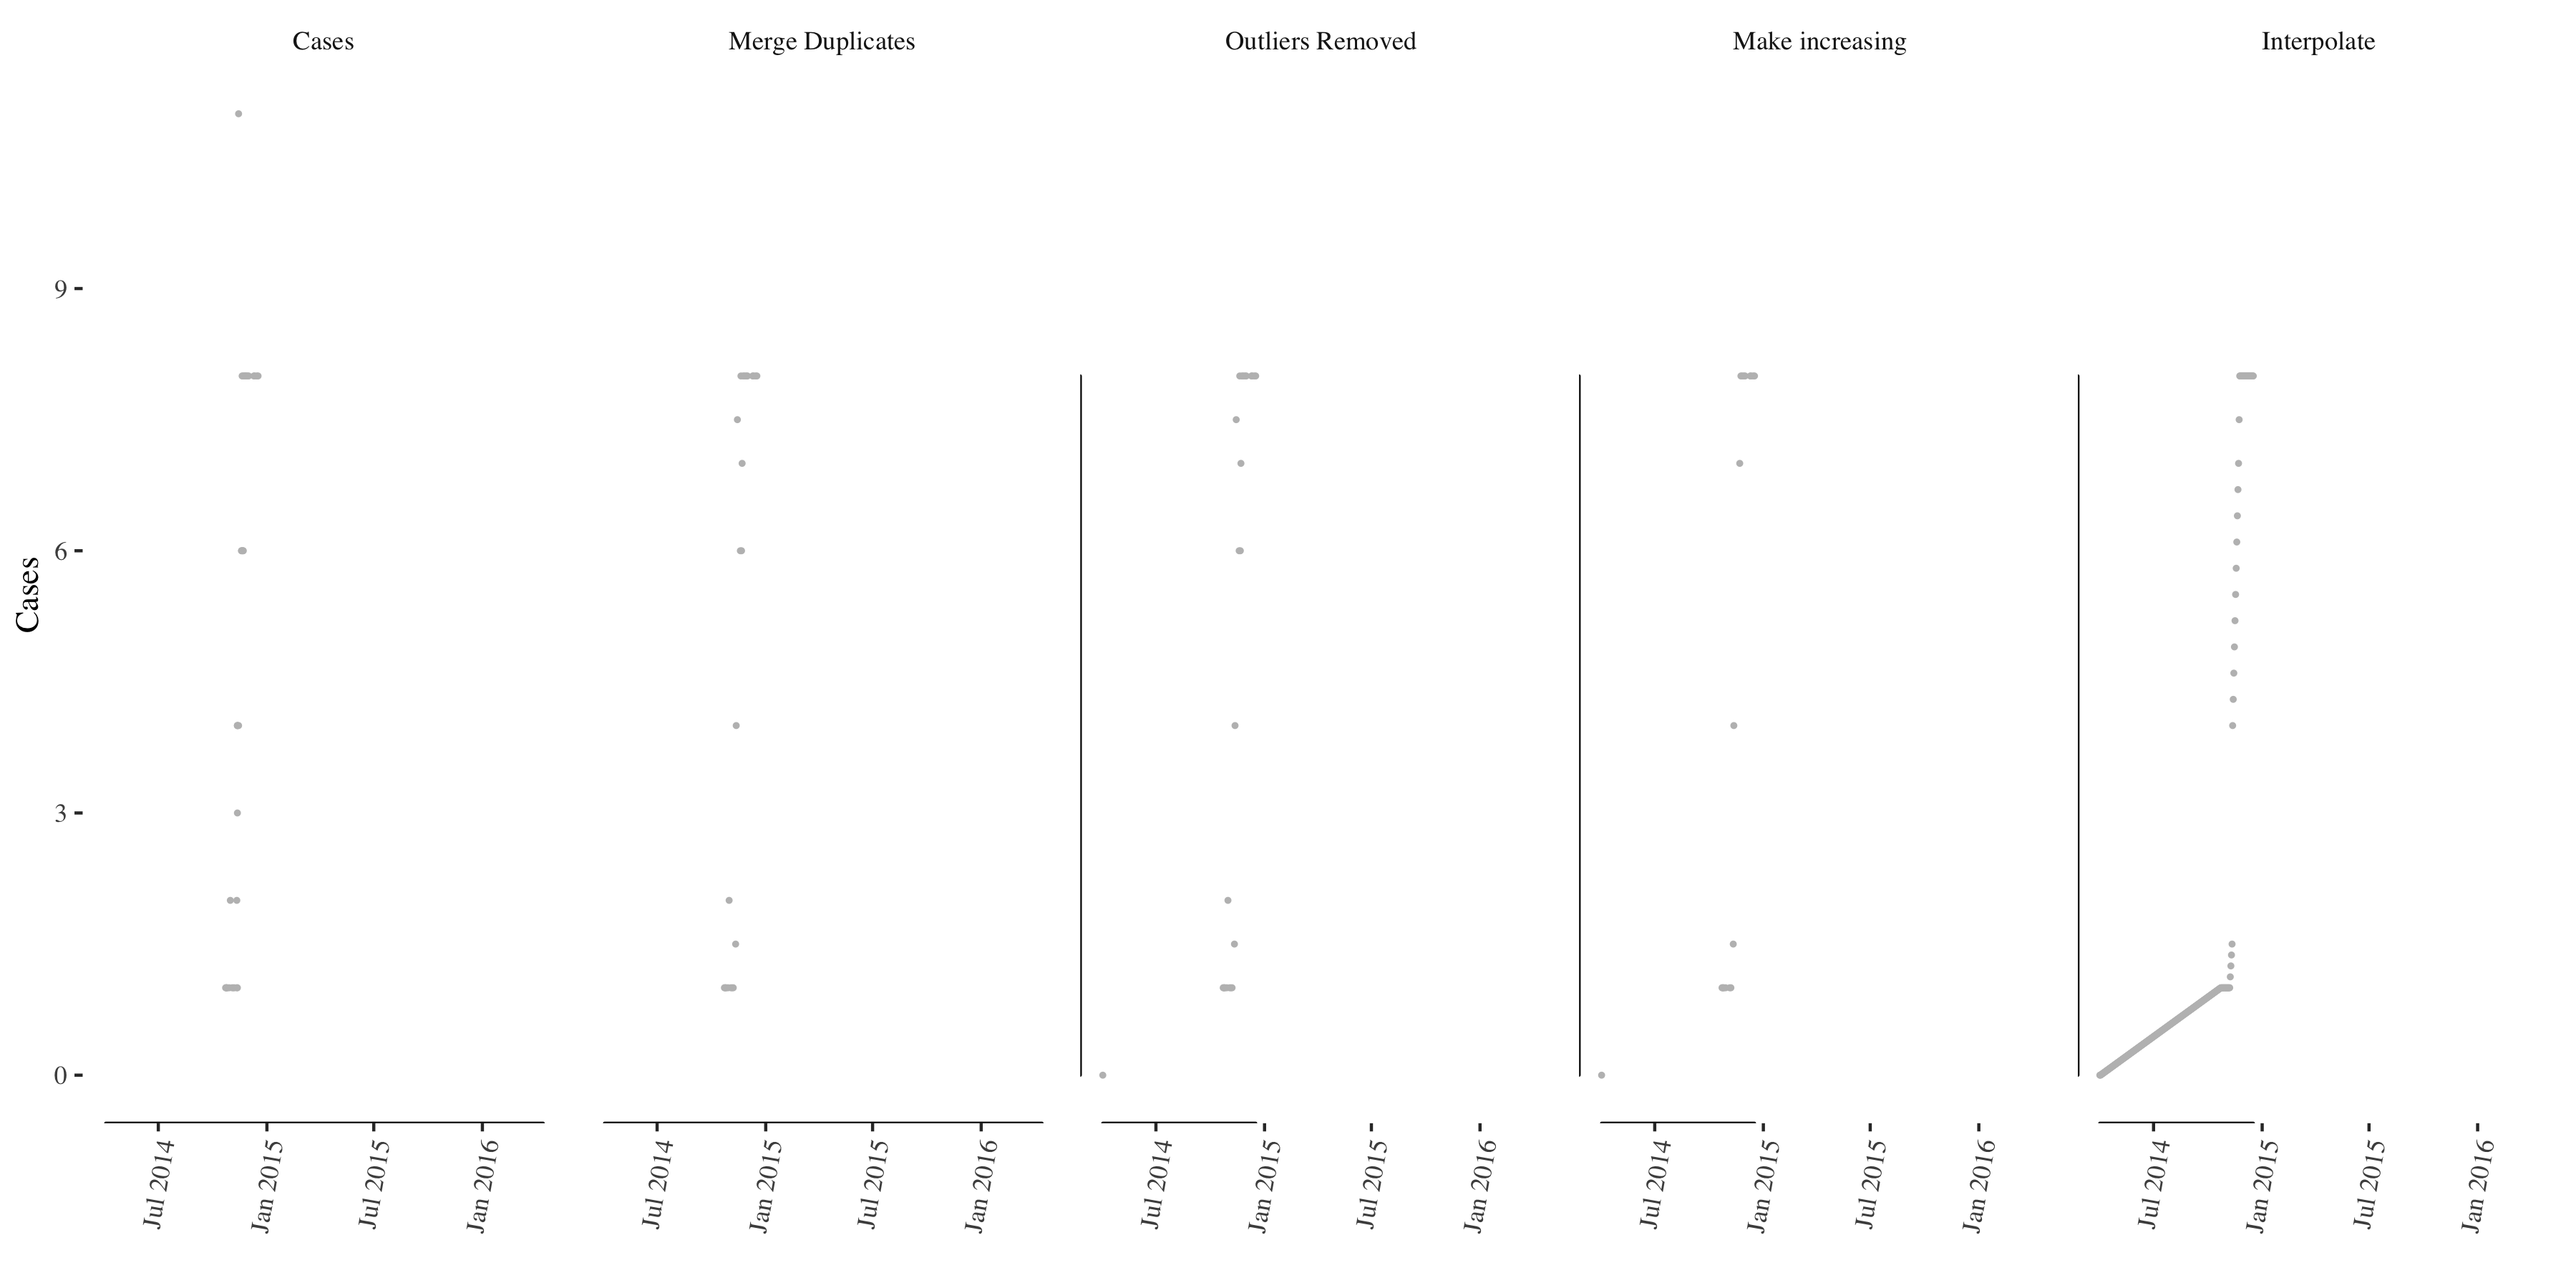 Cases Merge Duplicates Outliers Removed Make increasing Interpolate
Cases
9
6
3
0
Jul 2014 Jan 2015 Jul 2015 Jan 2016 Jul 2014 Jan 2015 Jul 2015 Jan 2016 Jul 2014 Jan 2015 Jul 2015 Jan 2016 Jul 2014 Jan 2015 Jul 2015 Jan 2016 Jul 2014 Jan 2015 Jul 2015 Jan 2016